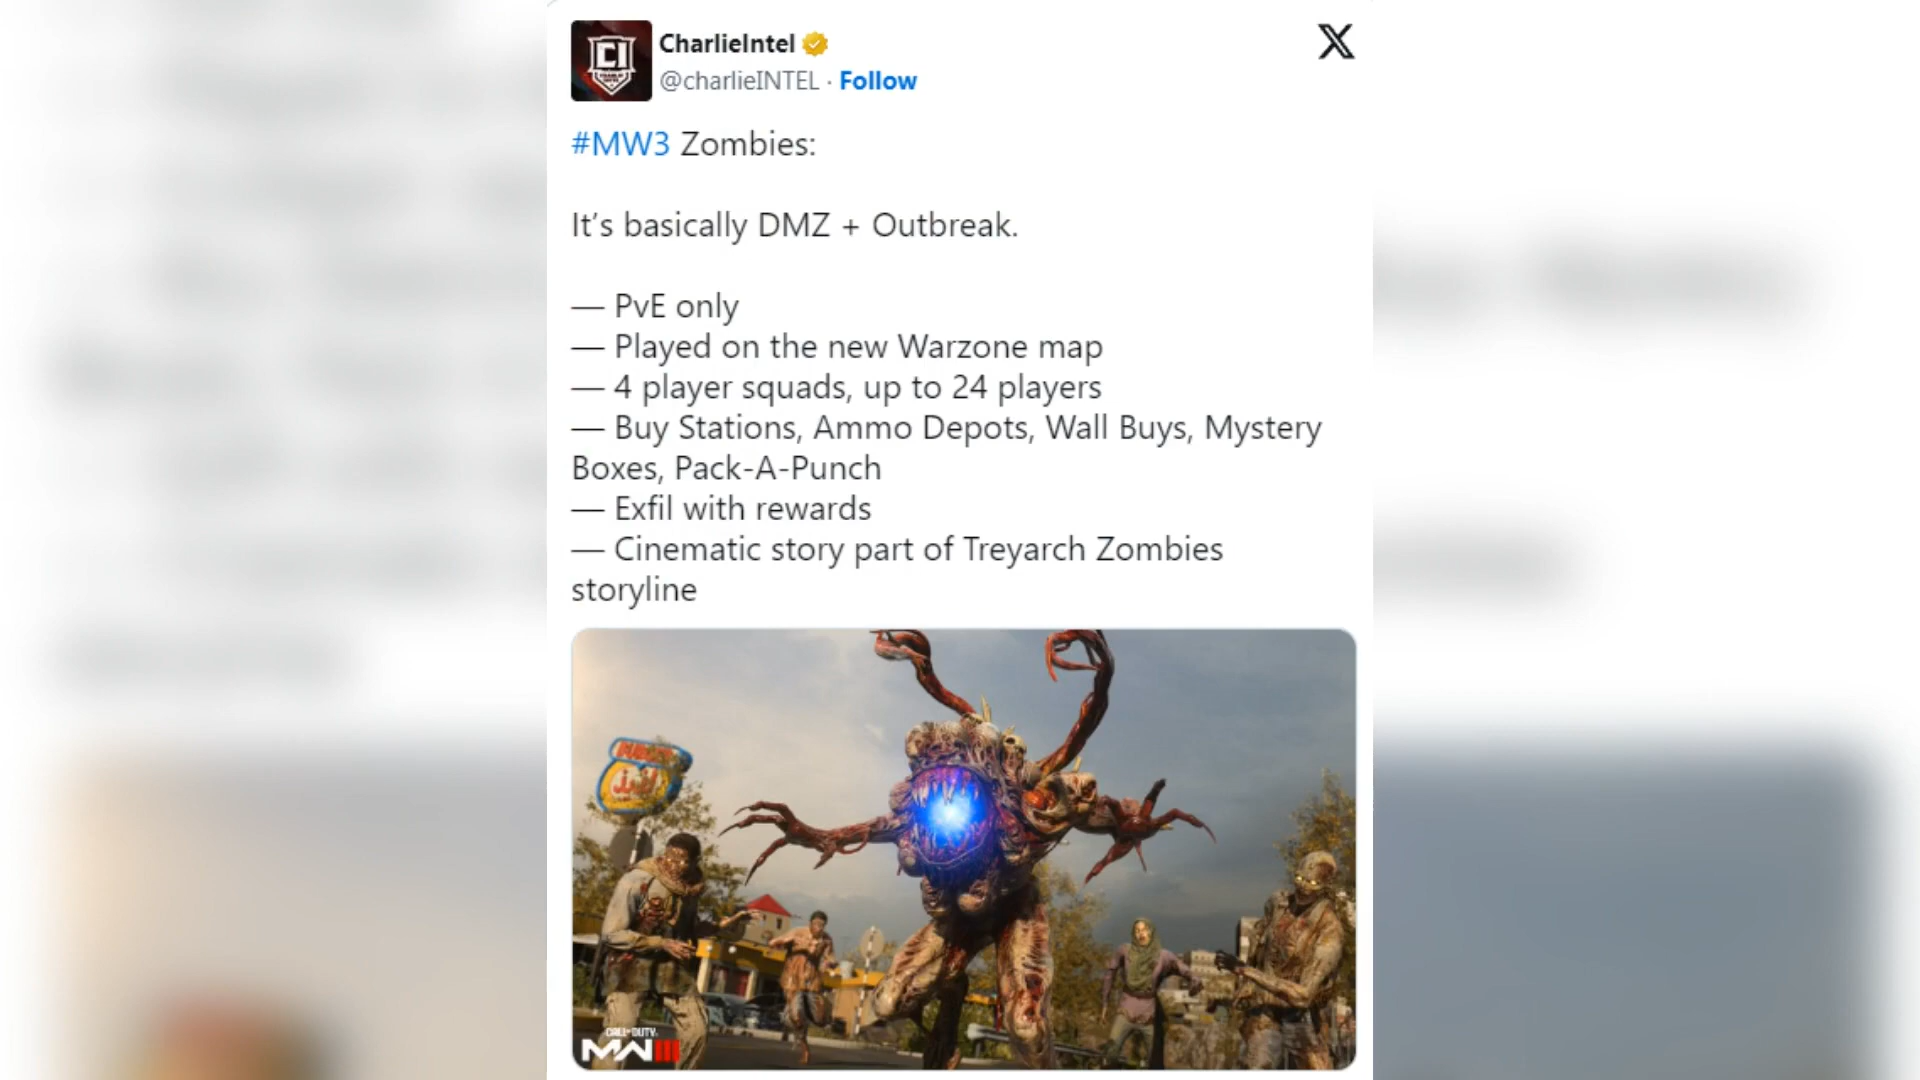 CharlieIntel
@charlieINTEL · Follow
#MW3 Zombies:
It’s basically DMZ + Outbreak.
— PvE only
— Played on the new Warzone map
— 4 player squads, up to 24 players
— Buy Stations, Ammo Depots, Wall Buys, Mystery
Boxes, Pack-A-Punch
— Exfil with rewards
— Cinematic story part of Treyarch Zombies
storyline
CI
CALL OF DUTY
MWIII